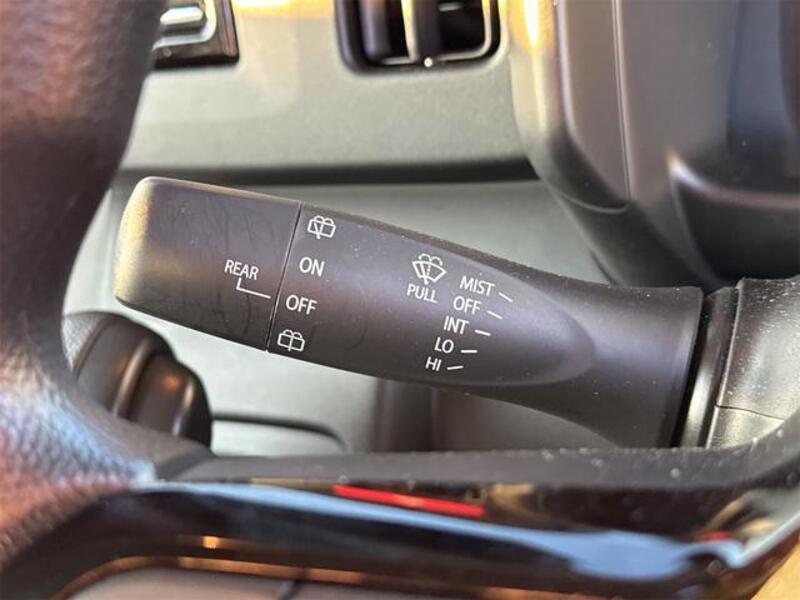 REAR
ON
OFF
PULL
MIST
OFF
INT
LO
HI